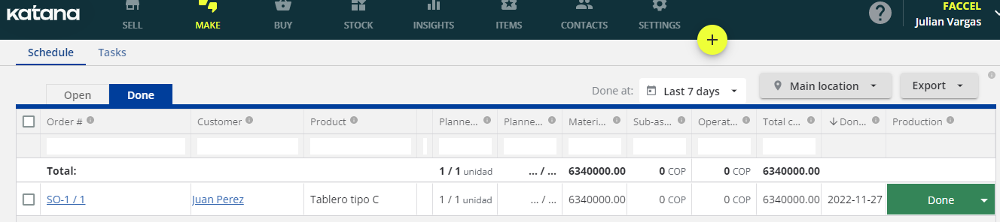 katana
SELL MAKE BUY STOCK INSIGHTS ITEMS CONTACTS SETTINGS
?
FACCEL
Julian Vargas
+
Schedule Tasks
Open Done
Done at: Last 7 days Main location Export
Order # Customer Product Planne... Planne... Materi... Sub-as... Operat... Total c... Don... Production
Total: 1 / 1 unidad ... / ... 6340000.00 0 COP 0 COP 6340000.00
SO-1 / 1 Juan Perez Tablero tipo C 1 / 1 unidad ... / ... 6340000.00 0 COP 0 COP 6340000.00 2022-11-27 Done